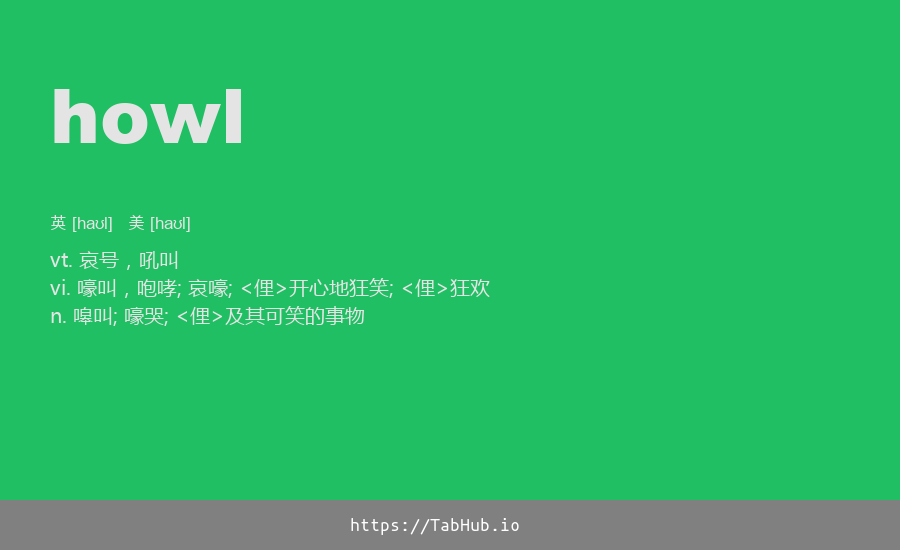 howl
英 [haʊl] 美 [haʊl]
vt. 哀号，吼叫
vi. 嚎叫，咆哮; 哀嚎; <俚>开心地狂笑; <俚>狂欢
n. 嗥叫; 嚎哭; <俚>及其可笑的事物
https://TabHub.io